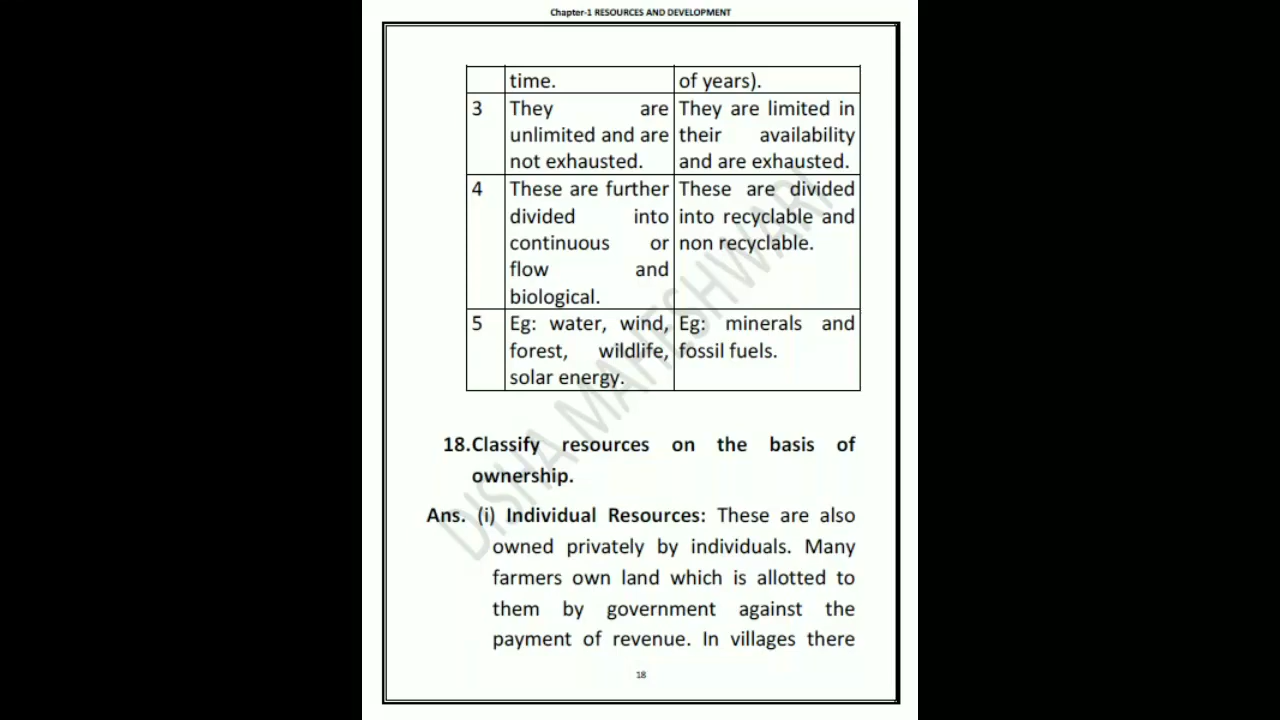 Chapter-1 RESOURCES AND DEVELOPMENT
time. of years).
3 They are They are limited in
unlimited and are their availability
not exhausted. and are exhausted.
4 These are further These are divided
divided into into recyclable and
continuous or non recyclable.
flow and
biological.
5 Eg: water, wind, Eg: minerals and
forest, wildlife, fossil fuels.
solar energy.
DISHA MAHESHWARI
18.Classify resources on the basis of
ownership.
Ans. (i) Individual Resources: These are also
owned privately by individuals. Many
farmers own land which is allotted to
them by government against the
payment of revenue. In villages there
18